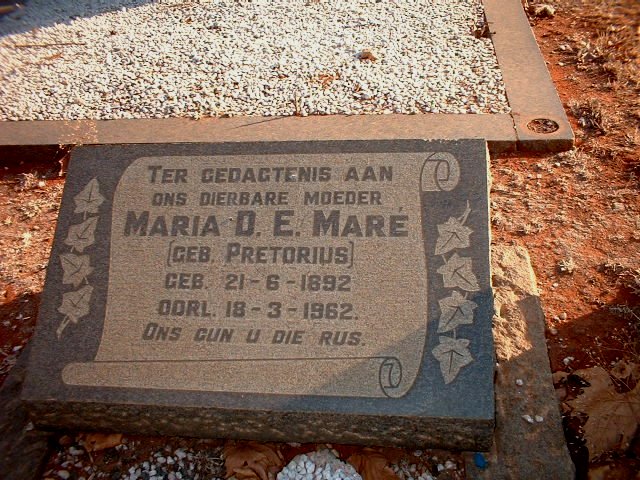 TER GEDAGTENIS AAN
ONS DIERBARE MOEDER
MARIA D. E. MARÉ
(GEB. PRETORIUS)
GEB. 21-6-1892
OORL. 18-3-1962.
ONS GUN U DIE RUS.